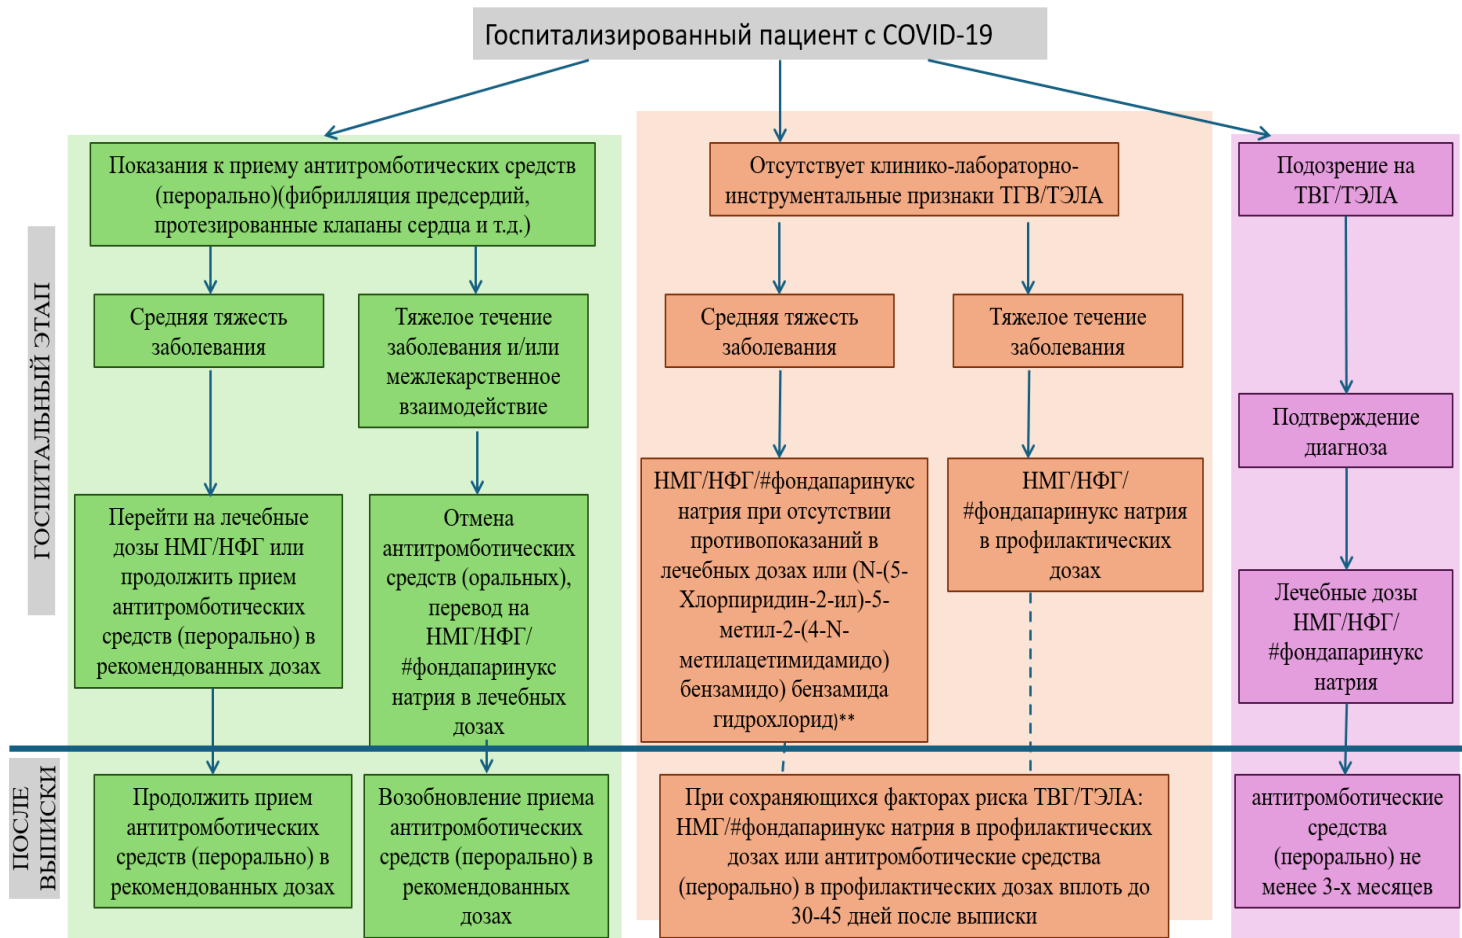 Госпитализированный пациент с COVID-19
ГОСПИТАЛЬНЫЙ ЭТАП
Показания к приему антитромботических средств
(перорально)(фибрилляция предсердий,
протезированные клапаны сердца и т.д.)
Средняя тяжесть
заболевания
Тяжелое течение
заболевания и/или
межлекарственное
взаимодействие
Перейти на лечебные
дозы НМГ/НФГ или
продолжить прием
антитромботических
средств (перорально) в
рекомендованных дозах
Отмена
антитромботических
средств (оральных),
перевод на
НМГ/НФГ/
#фондапаринукс
натрия в лечебных
дозах
Отсутствует клинико-лабораторно-
инструментальные признаки ТГВ/ТЭЛА
Средняя тяжесть
заболевания
Тяжелое течение
заболевания
НМГ/НФГ/#фондапаринукс
натрия при отсутствии
противопоказаний в
лечебных дозах или (N-(5-
Хлорпиридин-2-ил)-5-
метил-2-(4-N-
метилацетимидамидо)
бензамидо) бензамида
гидрохлорид)**
НМГ/НФГ/
#фондапаринукс натрия
в профилактических
дозах
Подозрение на
ТВГ/ТЭЛА
Подтверждение
диагноза
Лечебные дозы
НМГ/НФГ/
#фондапаринукс
натрия
ПОСЛЕ
ВЫПИСКИ
Продолжить прием
антитромботических
средств (перорально) в
рекомендованных дозах
Возобновление приема
антитромботических
средств (перорально) в
рекомендованных
дозах
При сохраняющихся факторах риска ТВГ/ТЭЛА:
НМГ/#фондапаринукс натрия в профилактических
дозах или антитромботические средства
(перорально) в профилактических дозах вплоть до
30-45 дней после выписки
антитромботические
средства
(перорально) не
менее 3-х месяцев